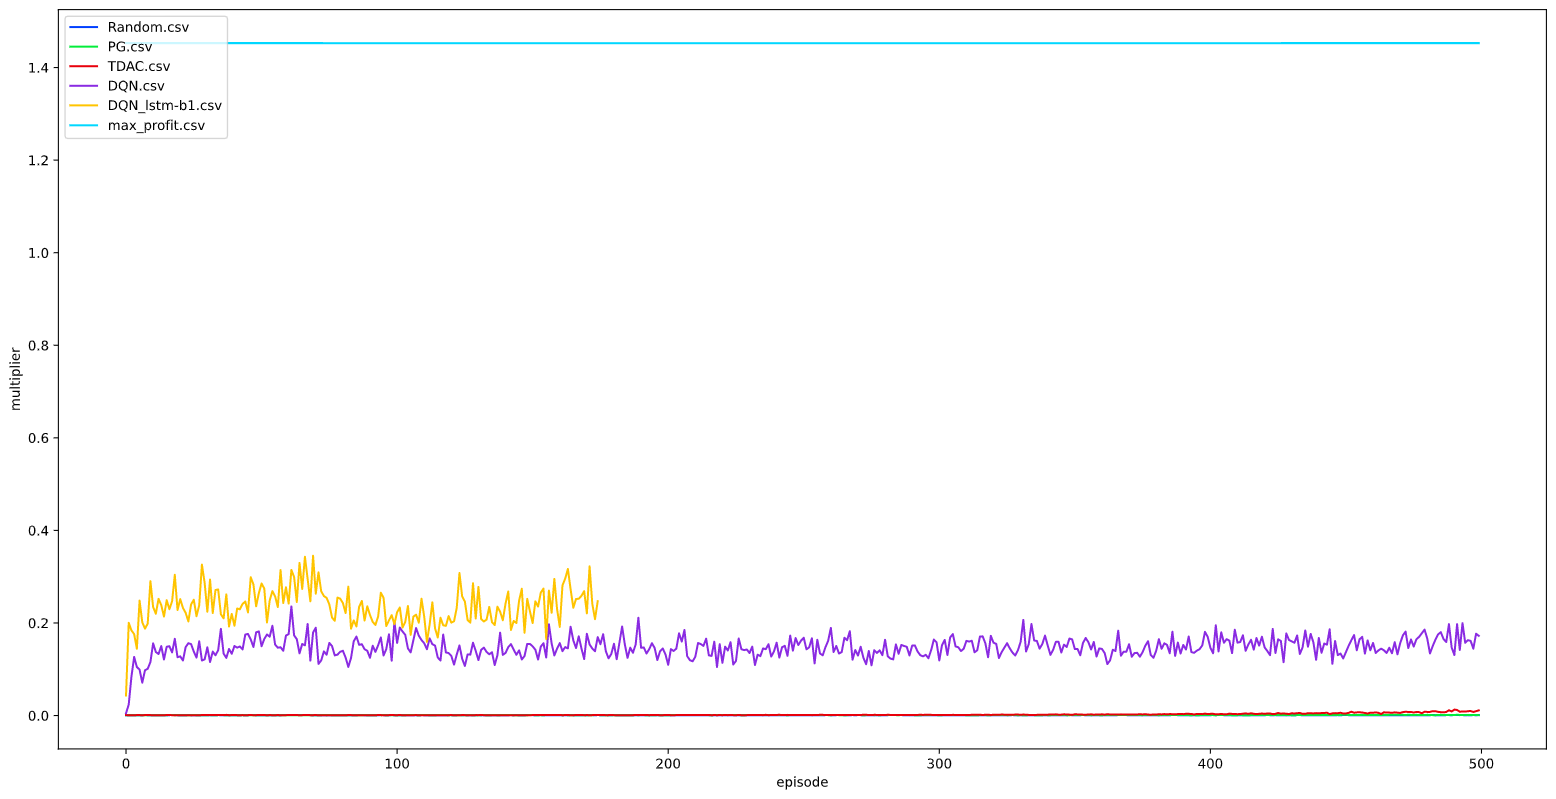 Random.csv
PG.csv
TDAC.csv
DQN.csv
DQN_lstm-b1.csv
max_profit.csv
1.4
1.2
1.0
0.8
0.6
0.4
0.2
0.0
multiplier
0 100 200 300 400 500
episode